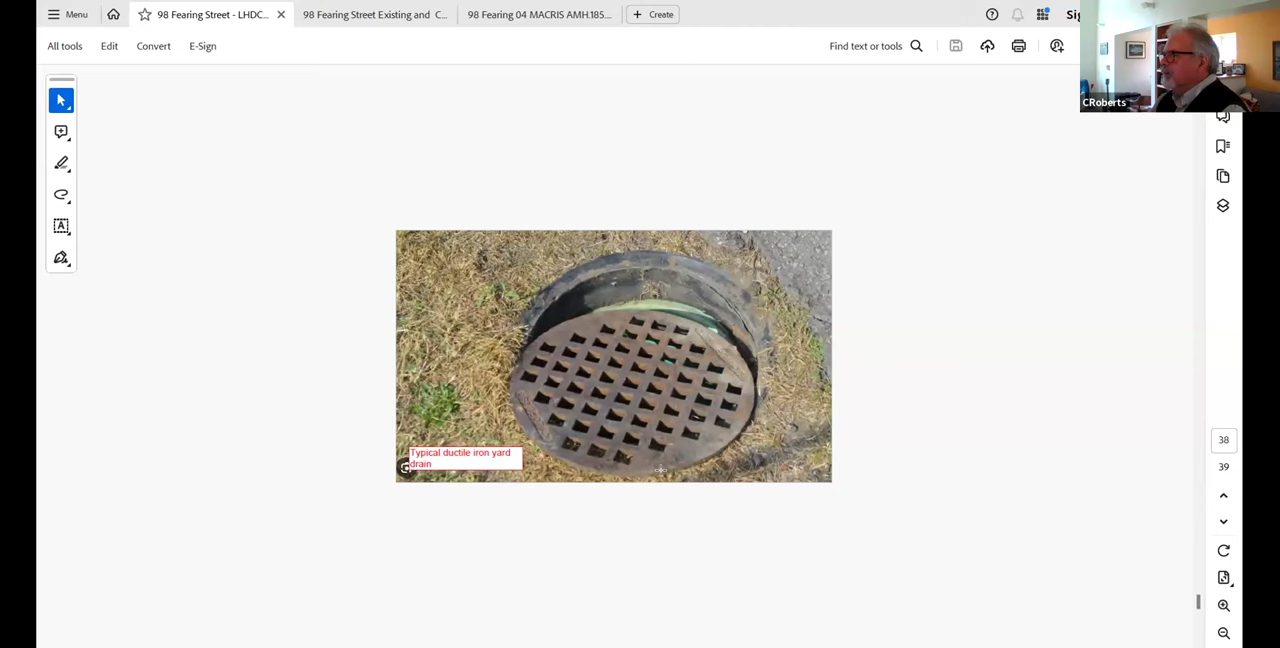 Menu
98 Fearing Street - LHDC...
98 Fearing Street Existing and C...
98 Fearing 04 MACRIS AMH.185...
Create
All tools
Edit
Convert
E-Sign
Find text or tools
CRoberts
Typical ductile iron yard
drain
38
39